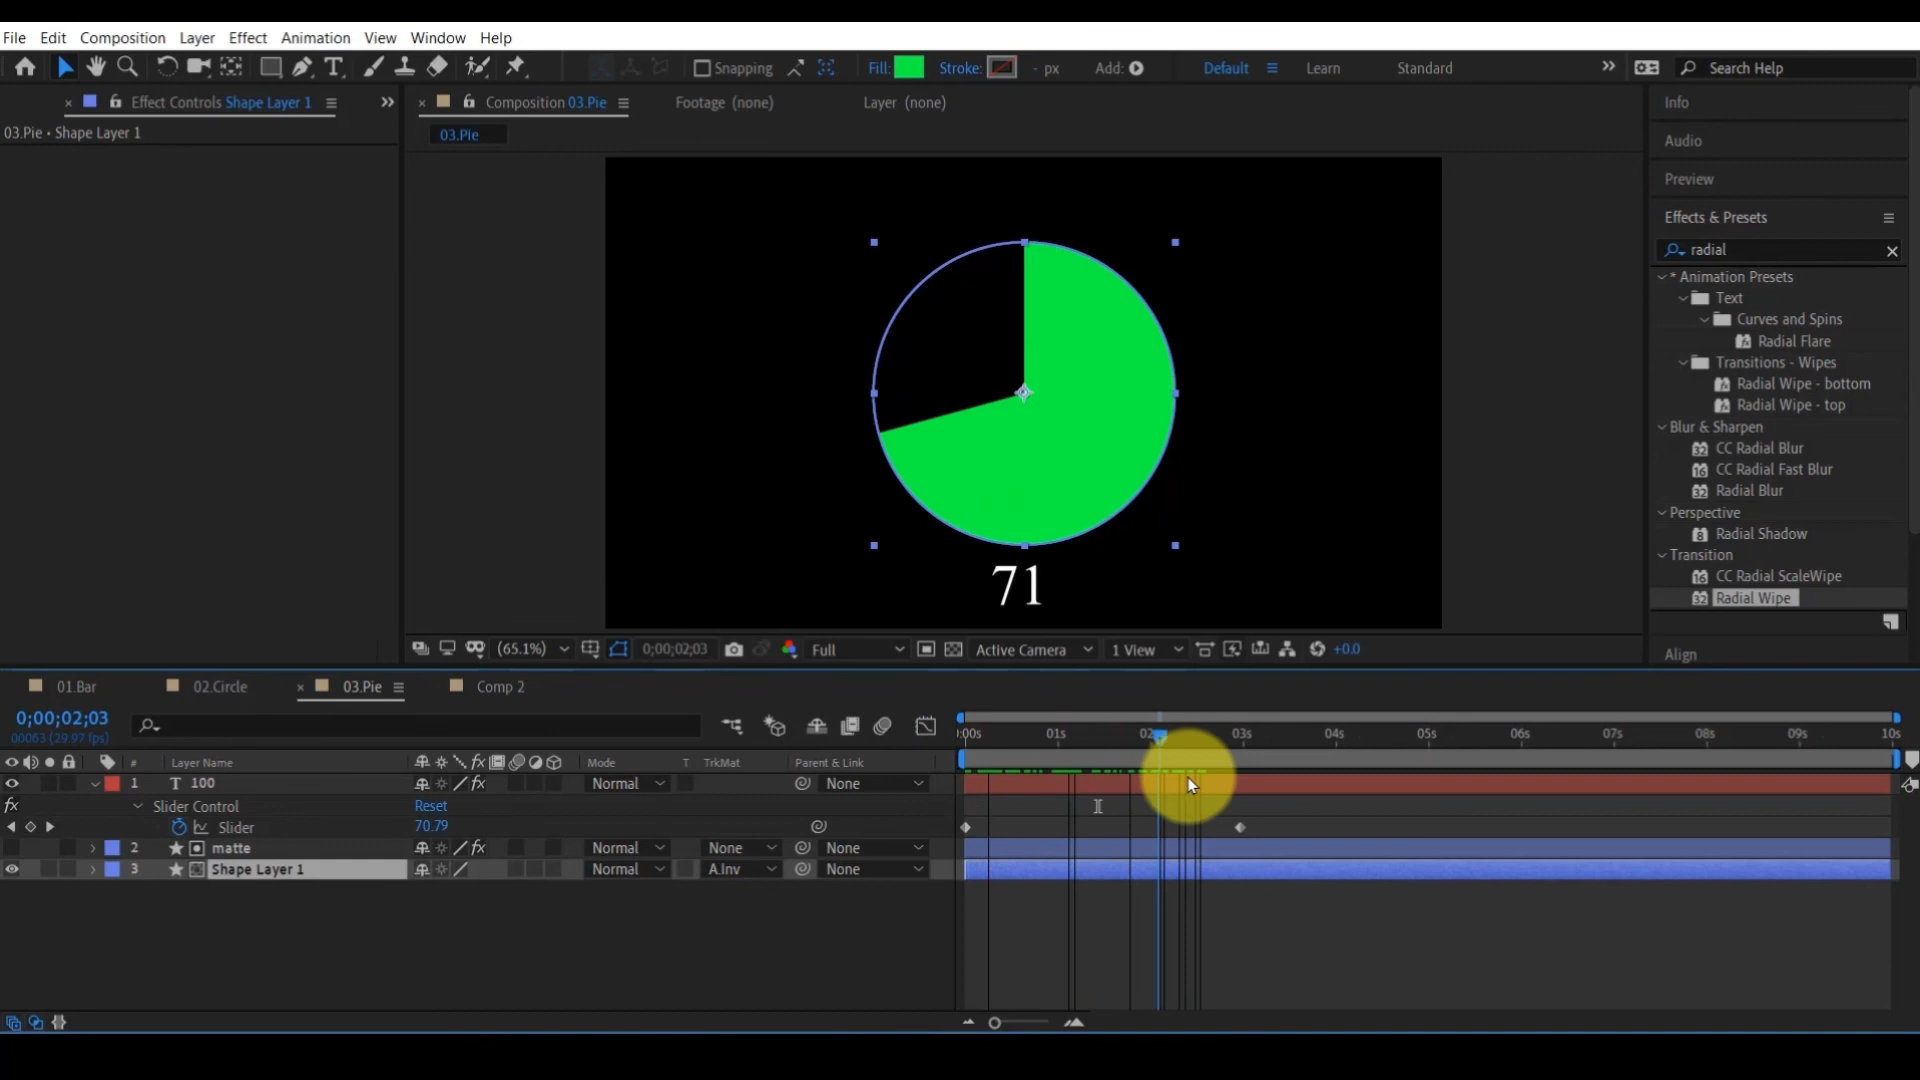 File Edit Composition Layer Effect Animation View Window Help
Snapping Fill: Stroke: - px Add: Default Learn Standard Search Help
Effect Controls Shape Layer 1
03.Pie • Shape Layer 1
Composition 03.Pie Footage (none) Layer (none)
03.Pie
71
(65.1%) 0;00;02;03 Full Active Camera 1 View +0.0
Info
Audio
Preview
Effects & Presets
radial
* Animation Presets
Text
Curves and Spins
Radial Flare
Transitions - Wipes
Radial Wipe - bottom
Radial Wipe - top
Blur & Sharpen
CC Radial Blur
CC Radial Fast Blur
Radial Blur
Perspective
Radial Shadow
Transition
CC Radial ScaleWipe
Radial Wipe
Align
01.Bar 02.Circle 03.Pie Comp 2
0;00;02;03
00063 (29.97 fps)
:00s 01s 02 03s 04s 05s 06s 07s 08s 09s 10s
# Layer Name Mode T TrkMat Parent & Link
1 T 100 Normal None
fx Slider Control Reset
Slider 70.79
2 matte Normal None None
3 Shape Layer 1 Normal A.Inv None